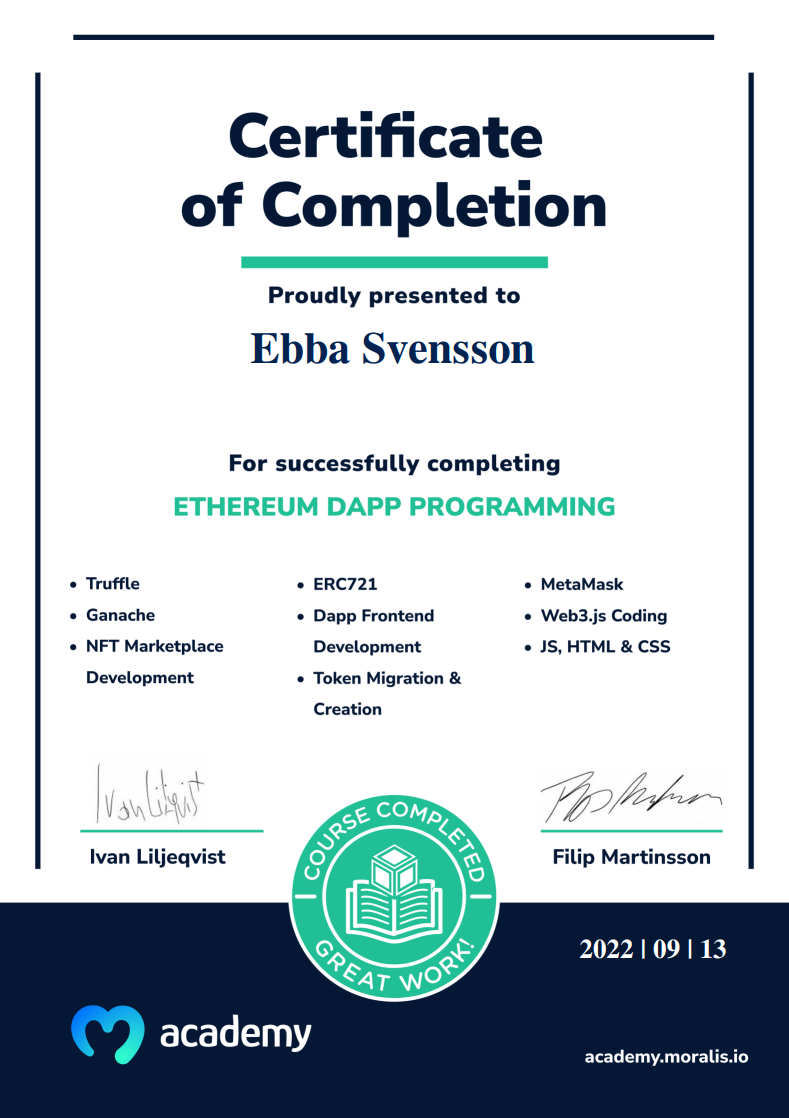 Certificate
of Completion
Proudly presented to
Ebba Svensson
For successfully completing
ETHEREUM DAPP PROGRAMMING
• Truffle
• Ganache
• NFT Marketplace
Development
• ERC721
• Dapp Frontend
Development
• Token Migration &
Creation
• MetaMask
• Web3.js Coding
• JS, HTML & CSS
Ivan Liljeqvist
Ivan Liljeqvist
Filip Martinsson
COURSE COMPLETED
GREAT WORK!
2022 | 09 | 13
academy
academy.moralis.io